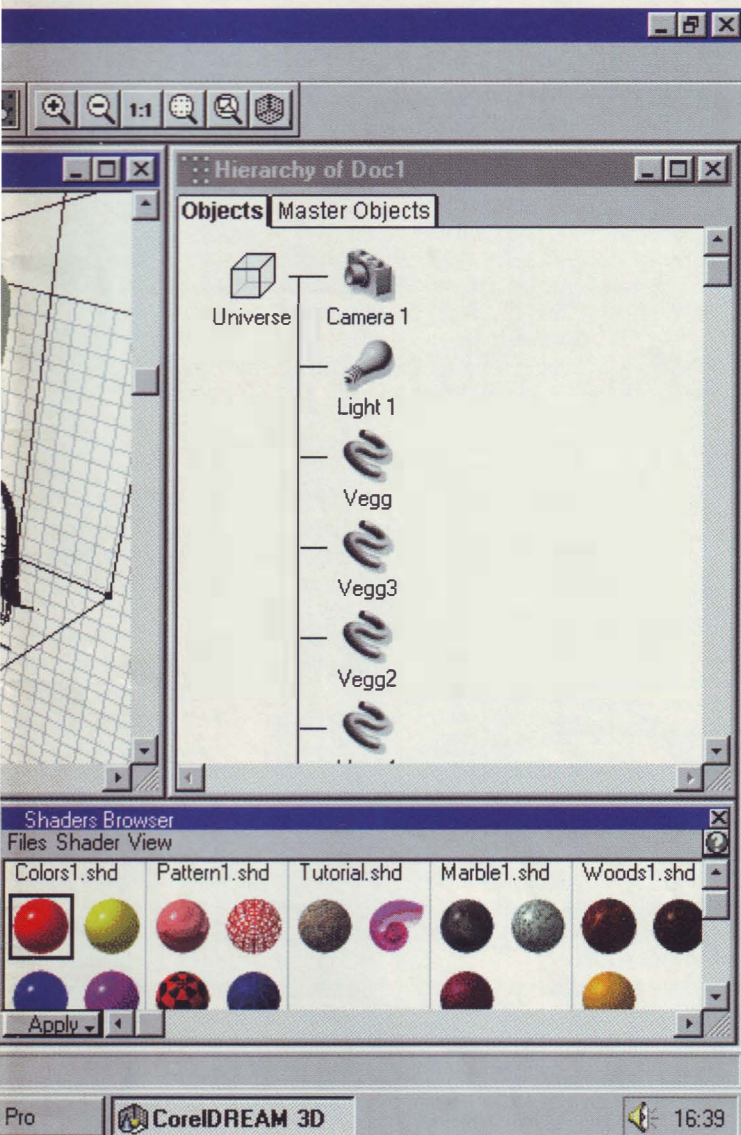 1:1
Hierarchy of Doc1
Objects Master Objects
Universe
Camera 1
Light 1
Vegg
Vegg3
Vegg2
Shaders Browser
Files Shader View
Colors1.shd Pattern1.shd Tutorial.shd Marble1.shd Woods1.shd
Apply
Pro
CorelDREAM 3D
16:39